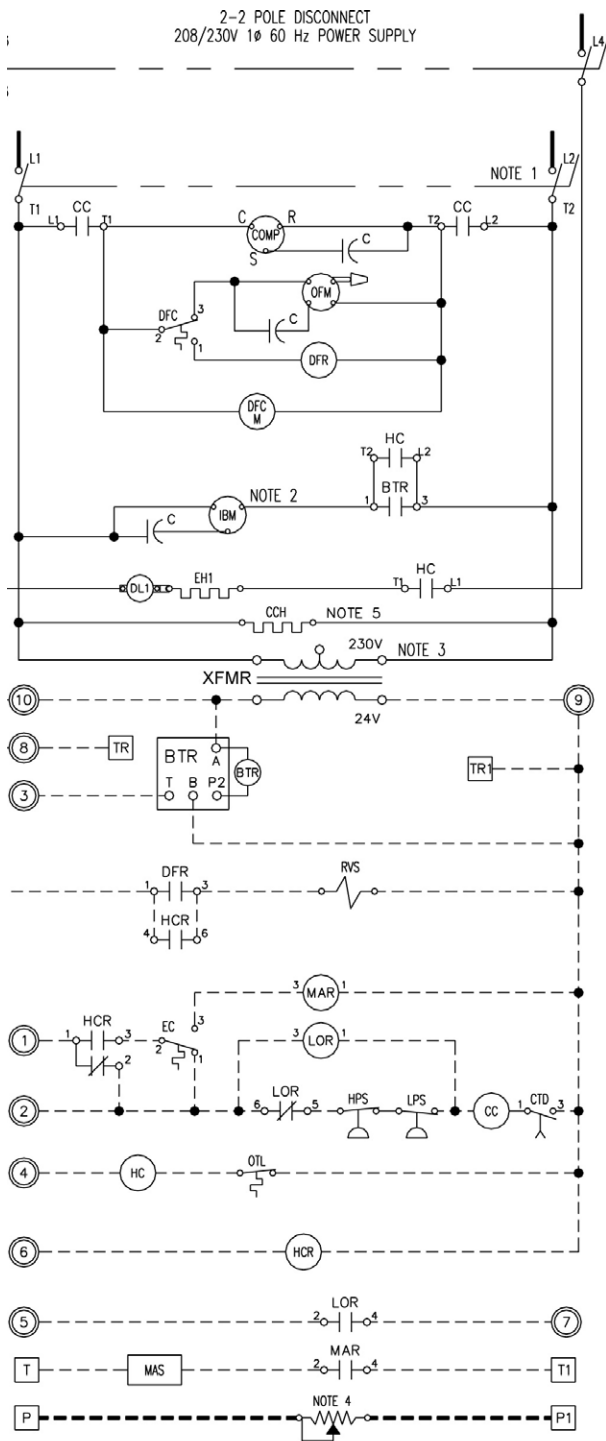 2-2 POLE DISCONNECT
208/230V 1ø 60 Hz POWER SUPPLY
L4
L1
NOTE 1
L2
T1
T2
L1 CC T1
C COMP R
S
C
T2 CC L2
DFC
3
2
1
OFM
C
DFR
DFC
M
HC
T2 L2
BTR
1 3
NOTE 2
IBM
C
DL1
EH1
HC
T1 L1
CCH
NOTE 5
230V
NOTE 3
XFMR
24V
10
9
8
TR
BTR
A
BTR
TR1
3
T B P2
DFR
1 3
RVS
HCR
4 6
3 MAR 1
1
HCR
1 3
2
EC
3
2
1
3 LOR 1
2
LOR
6 5
HPS
LPS
CC
CTD
1 3
4
HC
OTL
6
HCR
5
LOR
2 4
7
T
MAS
MAR
2 4
T1
P
NOTE 4
P1